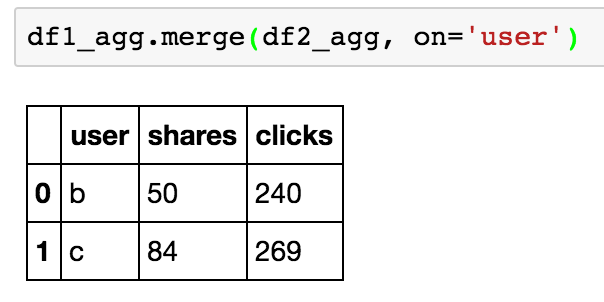 df1_agg.merge(df2_agg, on='user')
user shares clicks
0 b 50 240
1 c 84 269